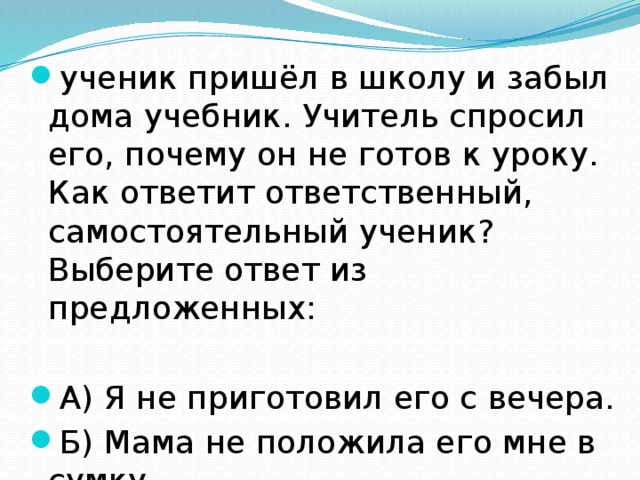 ученик пришёл в школу и забыл
дома учебник. Учитель спросил
его, почему он не готов к уроку.
Как ответит ответственный,
самостоятельный ученик?
Выберите ответ из
предложенных:
А) Я не приготовил его с вечера.
Б) Мама не положила его мне в
сумку